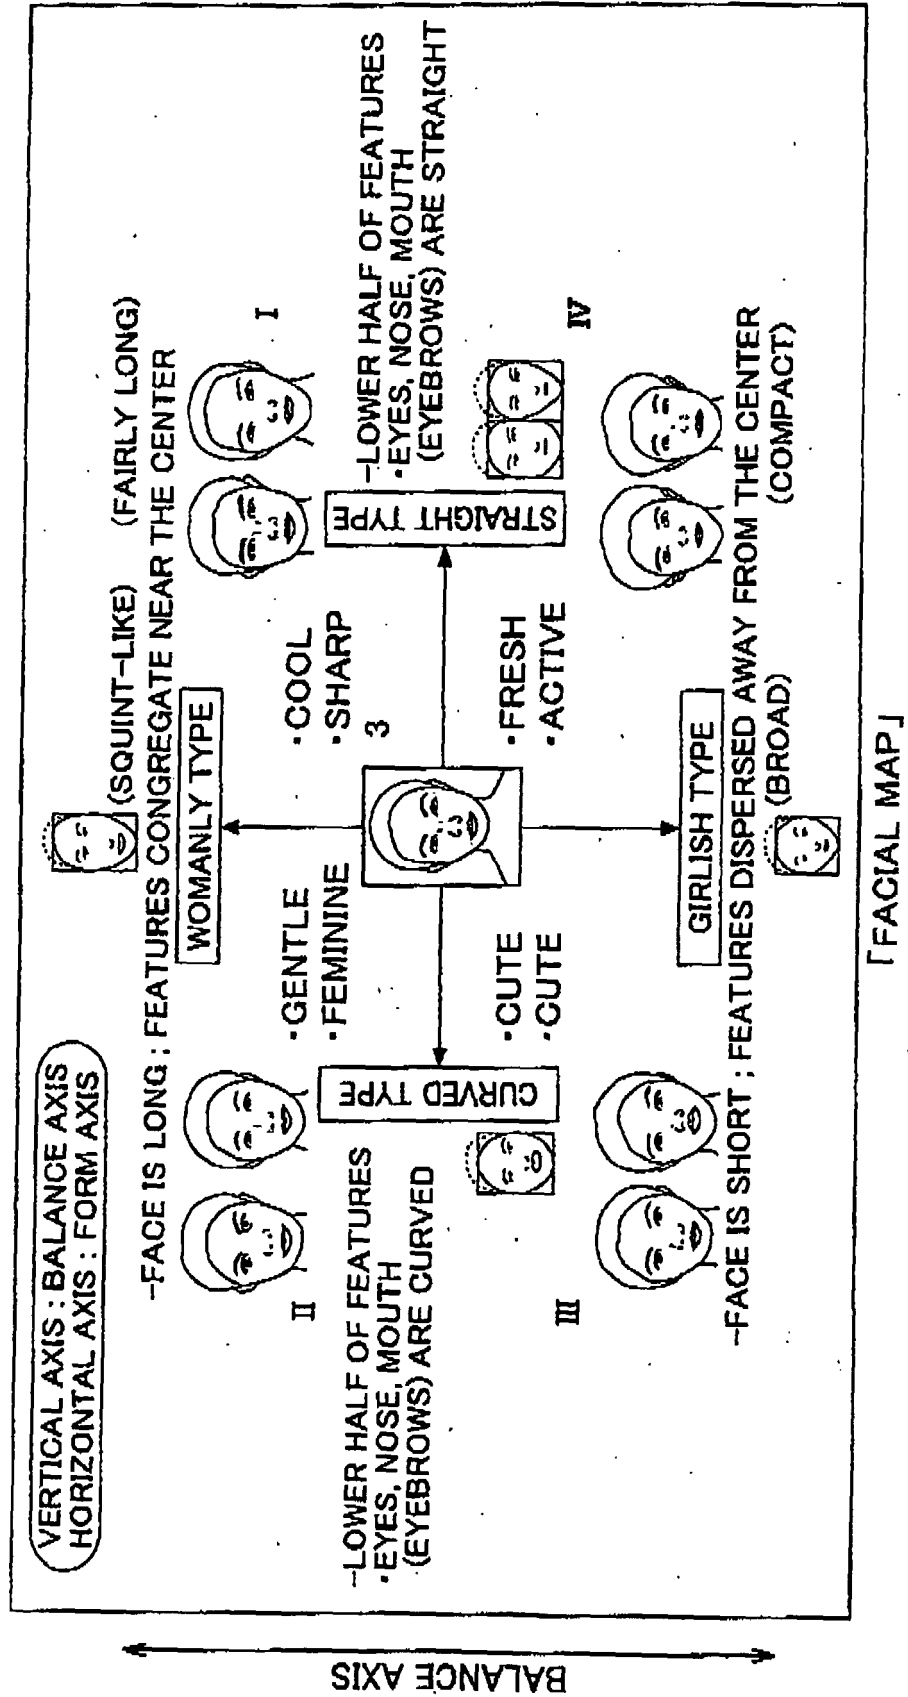 VERTICAL AXIS : BALANCE AXIS
HORIZONTAL AXIS : FORM AXIS
(SQUINT-LIKE) (FAIRLY LONG)
-FACE IS LONG ; FEATURES CONGREGATE NEAR THE CENTER
WOMANLY TYPE
I
II
·GENTLE
·FEMININE
·COOL
·SHARP
3
-LOWER HALF OF FEATURES
·EYES, NOSE, MOUTH
(EYEBROWS) ARE CURVED
CURVED TYPE
STRAIGHT TYPE
-LOWER HALF OF FEATURES
·EYES, NOSE, MOUTH
(EYEBROWS) ARE STRAIGHT
·CUTE
·CUTE
·FRESH
·ACTIVE
III
IV
GIRLISH TYPE
-FACE IS SHORT ; FEATURES DISPERSED AWAY FROM THE CENTER
(BROAD) (COMPACT)
BALANCE AXIS
「FACIAL MAP」